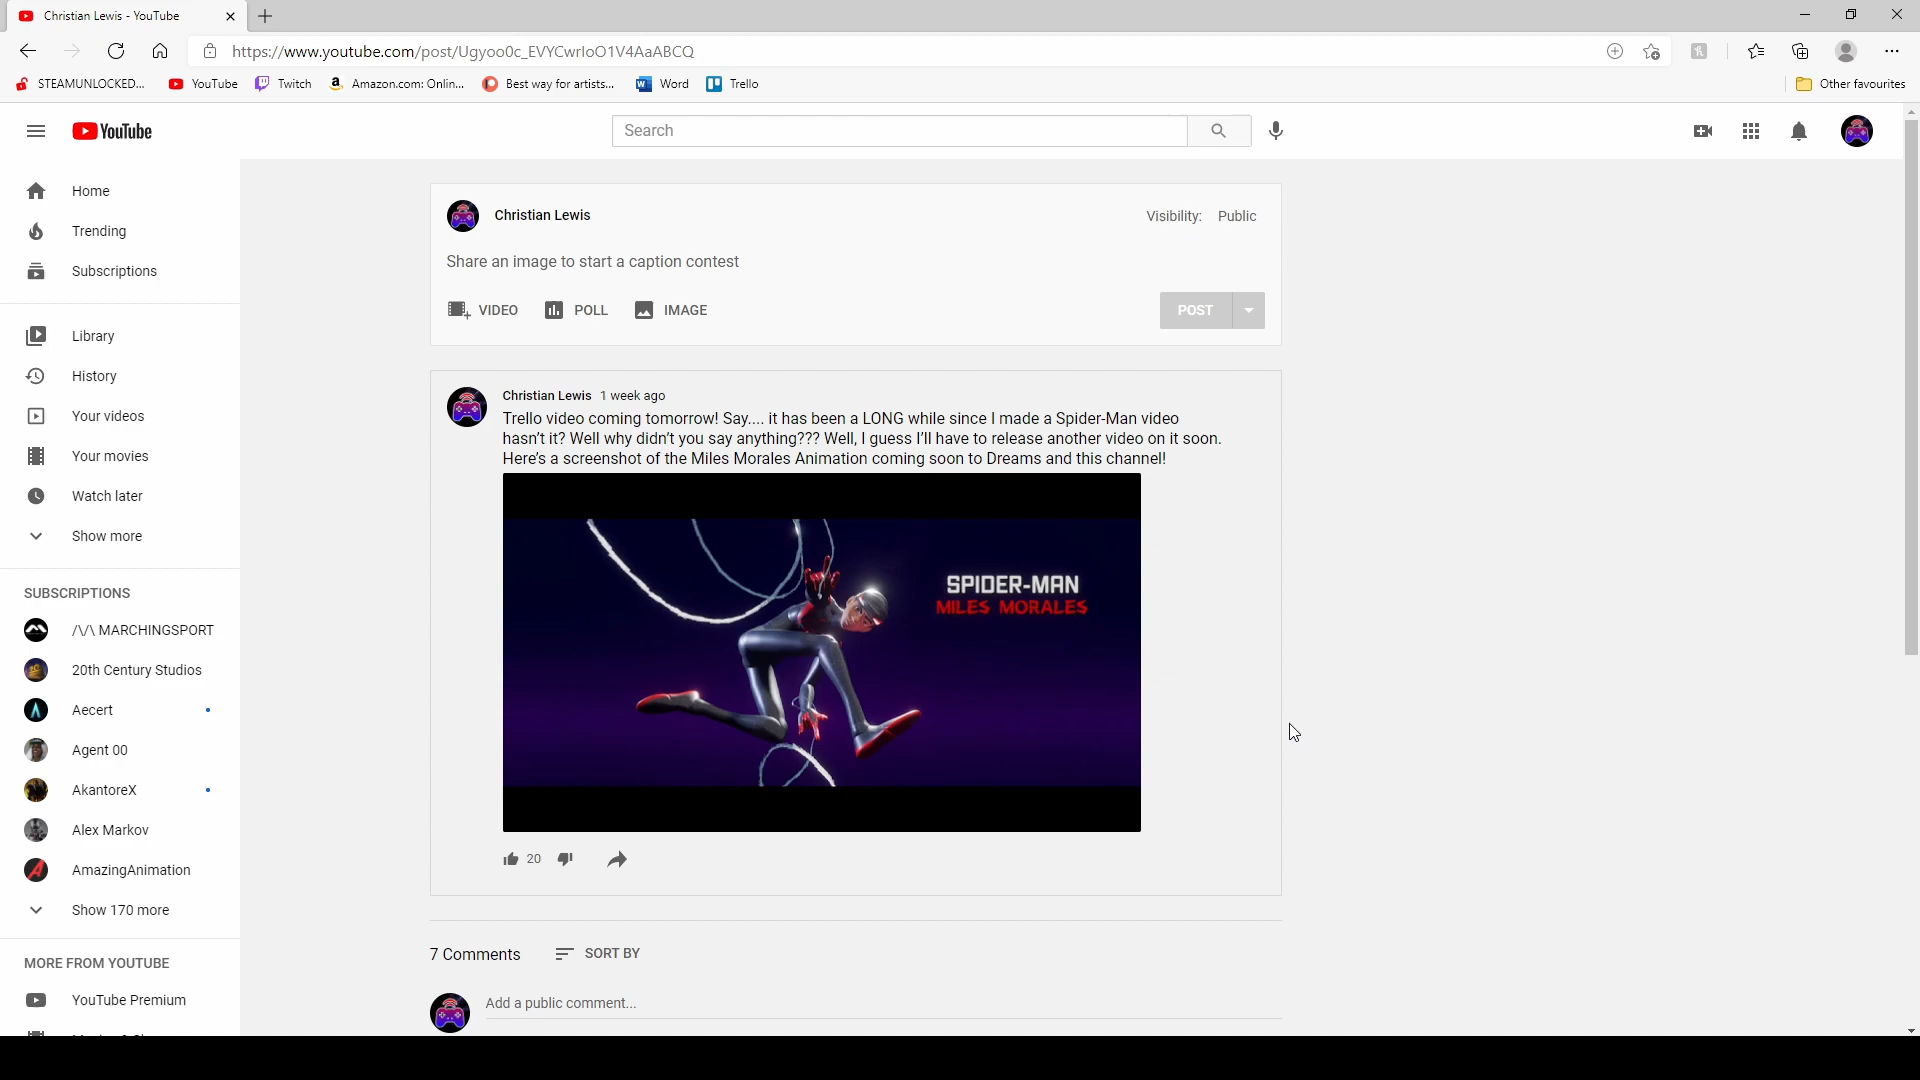 Christian Lewis - YouTube
https://www.youtube.com/post/Ugyoo0c_EVYCwrIoO1V4AaABCQ
STEAMUNLOCKED...
YouTube
Twitch
Amazon.com: Onlin...
Best way for artists...
Word
Trello
Other favourites
YouTube
Search
Home
Trending
Subscriptions
Library
History
Your videos
Your movies
Watch later
Show more
SUBSCRIPTIONS
/\/\ MARCHINGSPORT
20th Century Studios
Aecert
Agent 00
AkantoreX
Alex Markov
AmazingAnimation
Show 170 more
MORE FROM YOUTUBE
YouTube Premium
Christian Lewis
Visibility: Public
Share an image to start a caption contest
VIDEO
POLL
IMAGE
POST
Christian Lewis 1 week ago
Trello video coming tomorrow! Say.... it has been a LONG while since I made a Spider-Man video
hasn't it? Well why didn't you say anything??? Well, I guess I'll have to release another video on it soon.
Here's a screenshot of the Miles Morales Animation coming soon to Dreams and this channel!
SPIDER-MAN
MILES MORALES
20
7 Comments
SORT BY
Add a public comment...